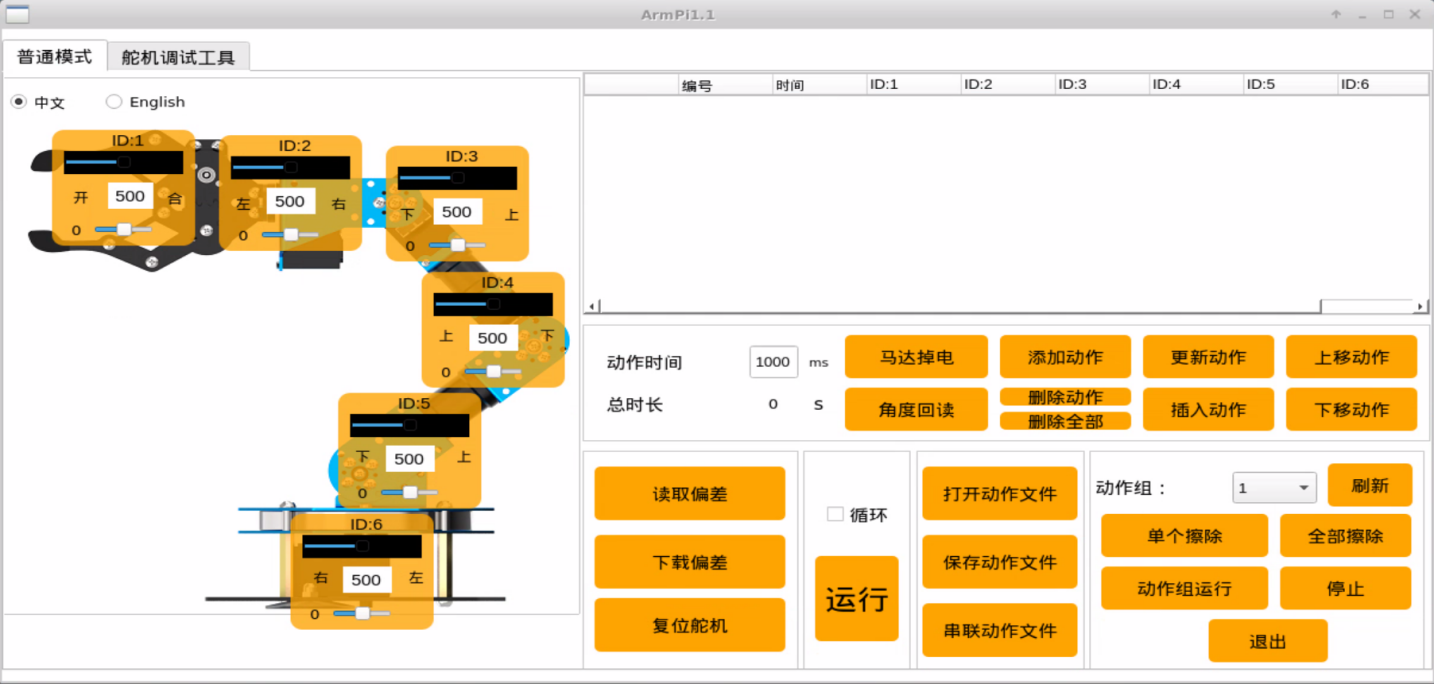 ArmPi1.1
普通模式 舵机调试工具
中文 English
编号 时间 ID:1 ID:2 ID:3 ID:4 ID:5 ID:6
ID:1
开 500 合
0
ID:2
左 500 右
0
ID:3
下 500 上
0
ID:4
上 500 下
0
ID:5
下 500 上
0
ID:6
右 500 左
0
动作时间 1000 ms
总时长 0 S
马达掉电 添加动作 更新动作 上移动作
角度回读 删除动作 插入动作 下移动作
删除全部
读取偏差
下载偏差
复位舵机
循环
运行
打开动作文件
保存动作文件
串联动作文件
动作组： 1 刷新
单个擦除 全部擦除
动作组运行 停止
退出